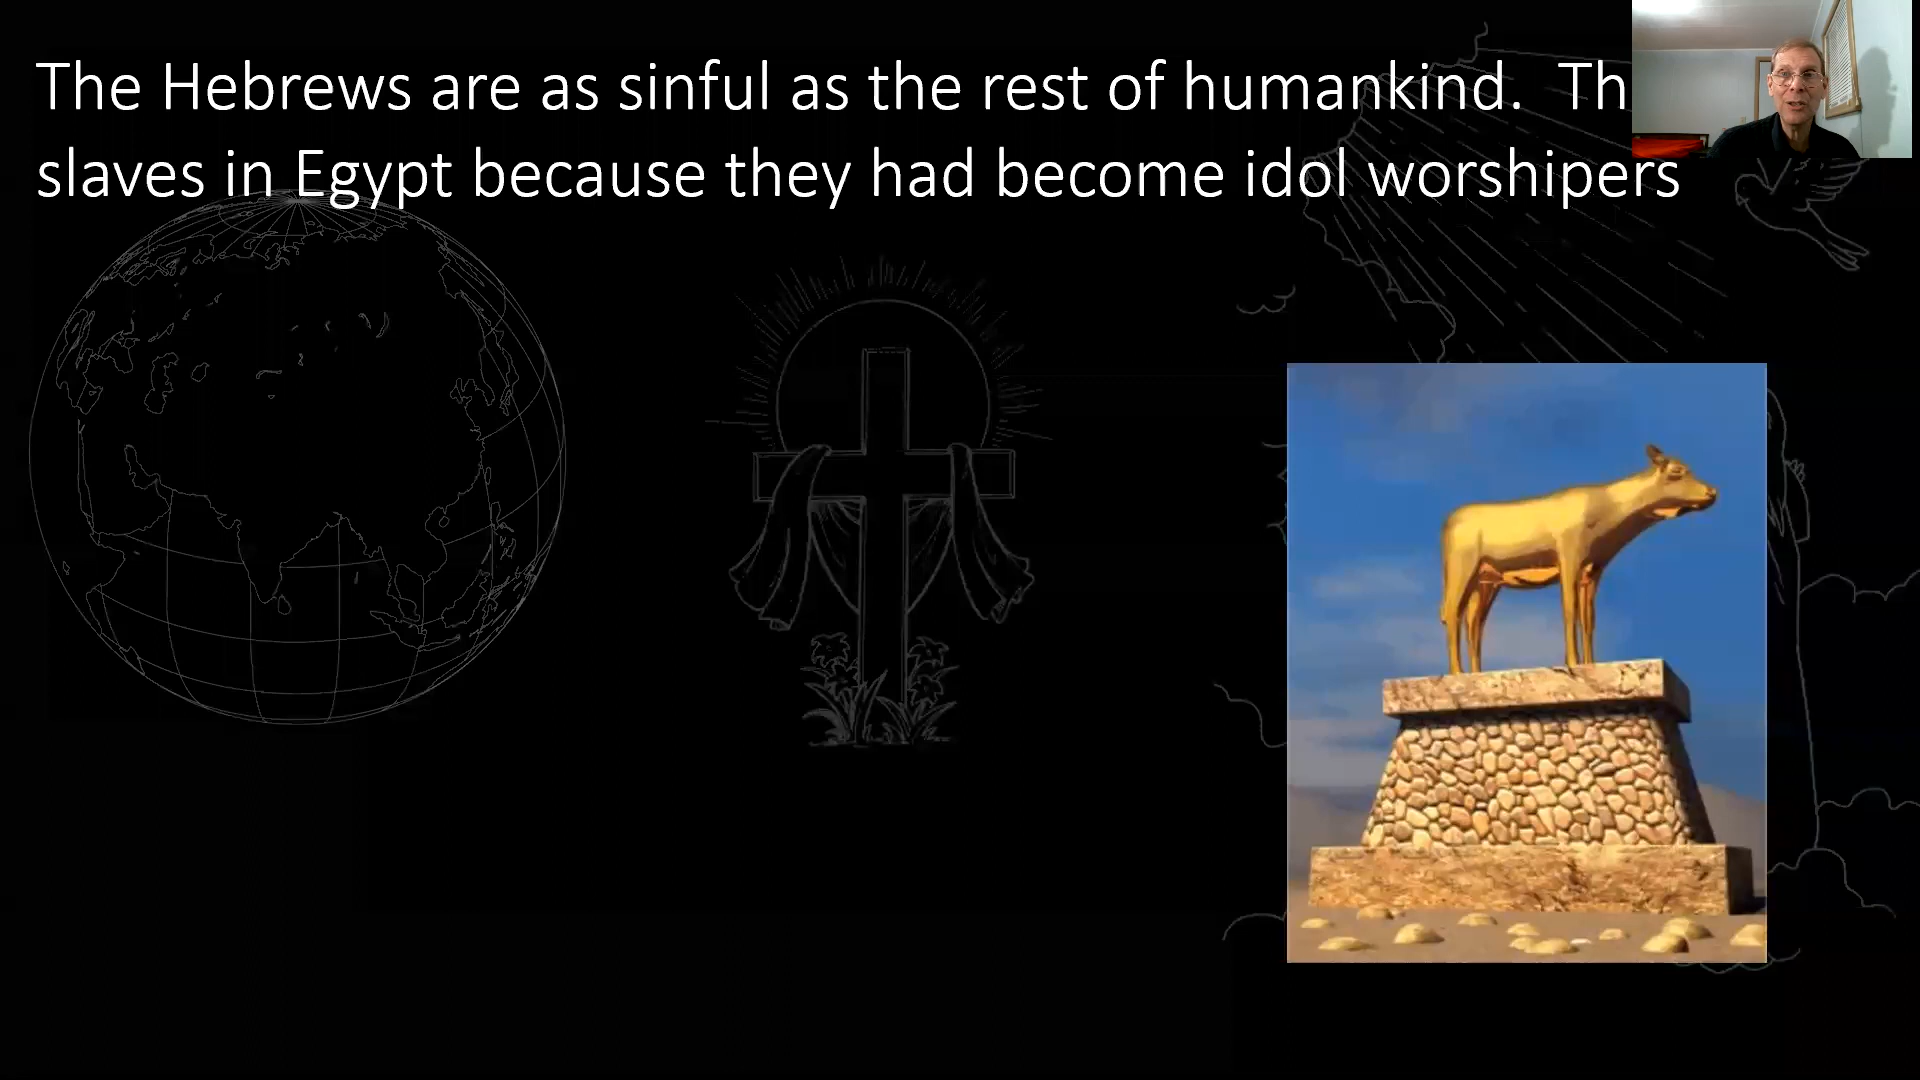 The Hebrews are as sinful as the rest of humankind. Th
slaves in Egypt because they had become idol worshipers